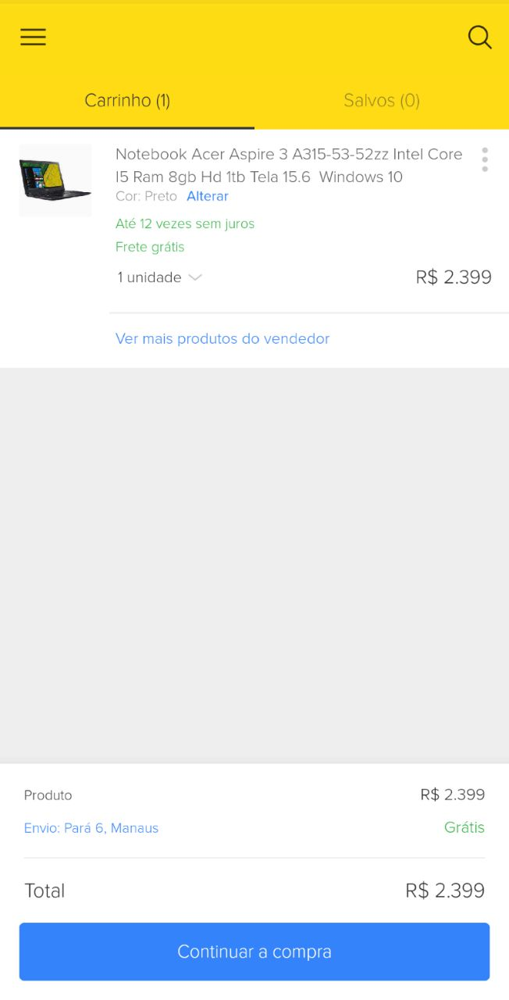 Carrinho (1)
Salvos (0)
Notebook Acer Aspire 3 A315-53-52zz Intel Core
I5 Ram 8gb Hd 1tb Tela 15.6  Windows 10
Cor: Preto Alterar
Até 12 vezes sem juros
Frete grátis
1 unidade
R$ 2.399
Ver mais produtos do vendedor
Produto R$ 2.399
Envio: Pará 6, Manaus Grátis
Total R$ 2.399
Continuar a compra